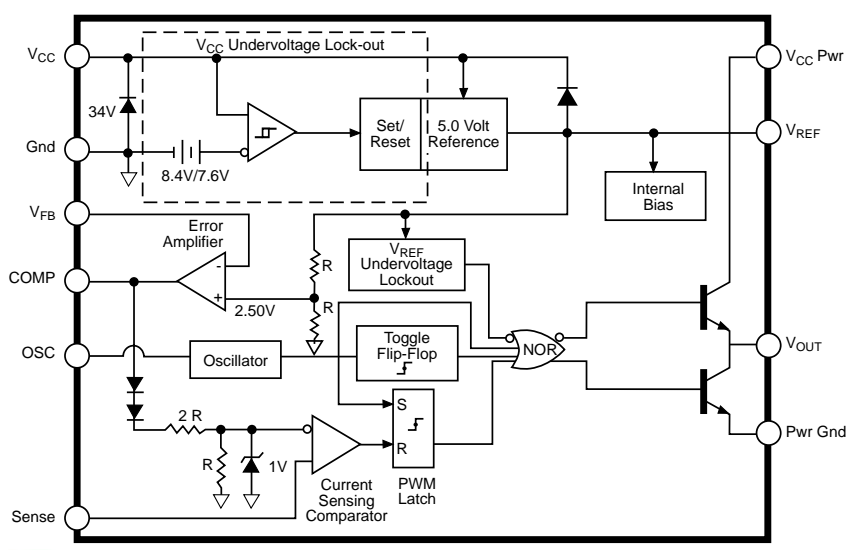 VCC Undervoltage Lock-out
VCC
VCC Pwr
34V
Set/
Reset
5.0 Volt
Reference
VREF
Gnd
8.4V/7.6V
Internal
Bias
VFB
Error
Amplifier
-
+
2.50V
R
R
VREF
Undervoltage
Lockout
COMP
OSC
Oscillator
Toggle
Flip-Flop
NOR
VOUT
2 R
R
1V
S
R
PWM
Latch
Current
Sensing
Comparator
Pwr Gnd
Sense